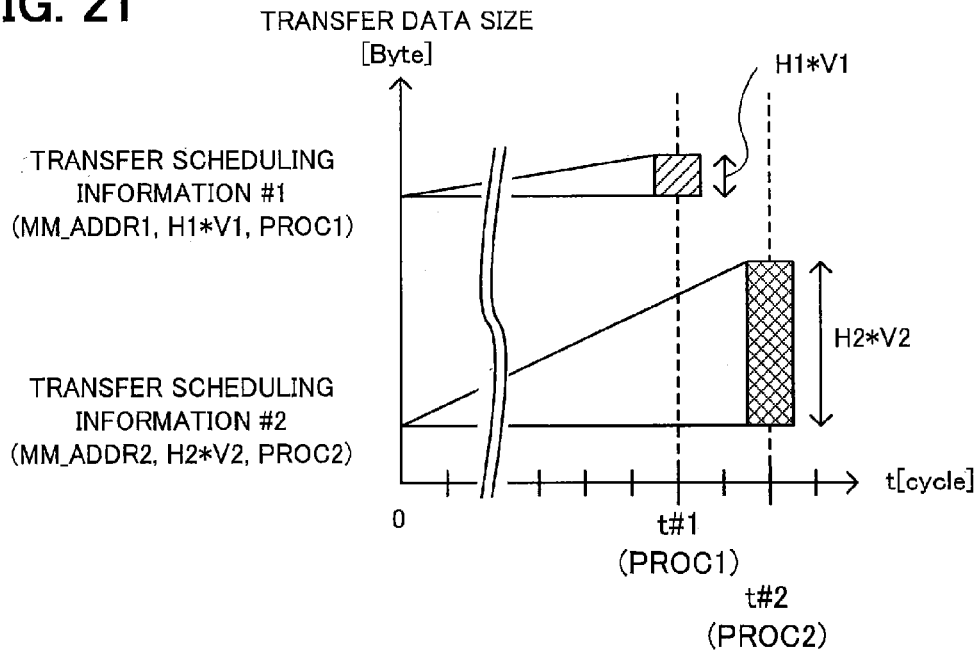 IG. 21
TRANSFER DATA SIZE
[Byte]
H1*V1
TRANSFER SCHEDULING
INFORMATION #1
(MM_ADDR1, H1*V1, PROC1)
H2*V2
TRANSFER SCHEDULING
INFORMATION #2
(MM_ADDR2, H2*V2, PROC2)
t[cycle]
0
t#1
(PROC1)
t#2
(PROC2)